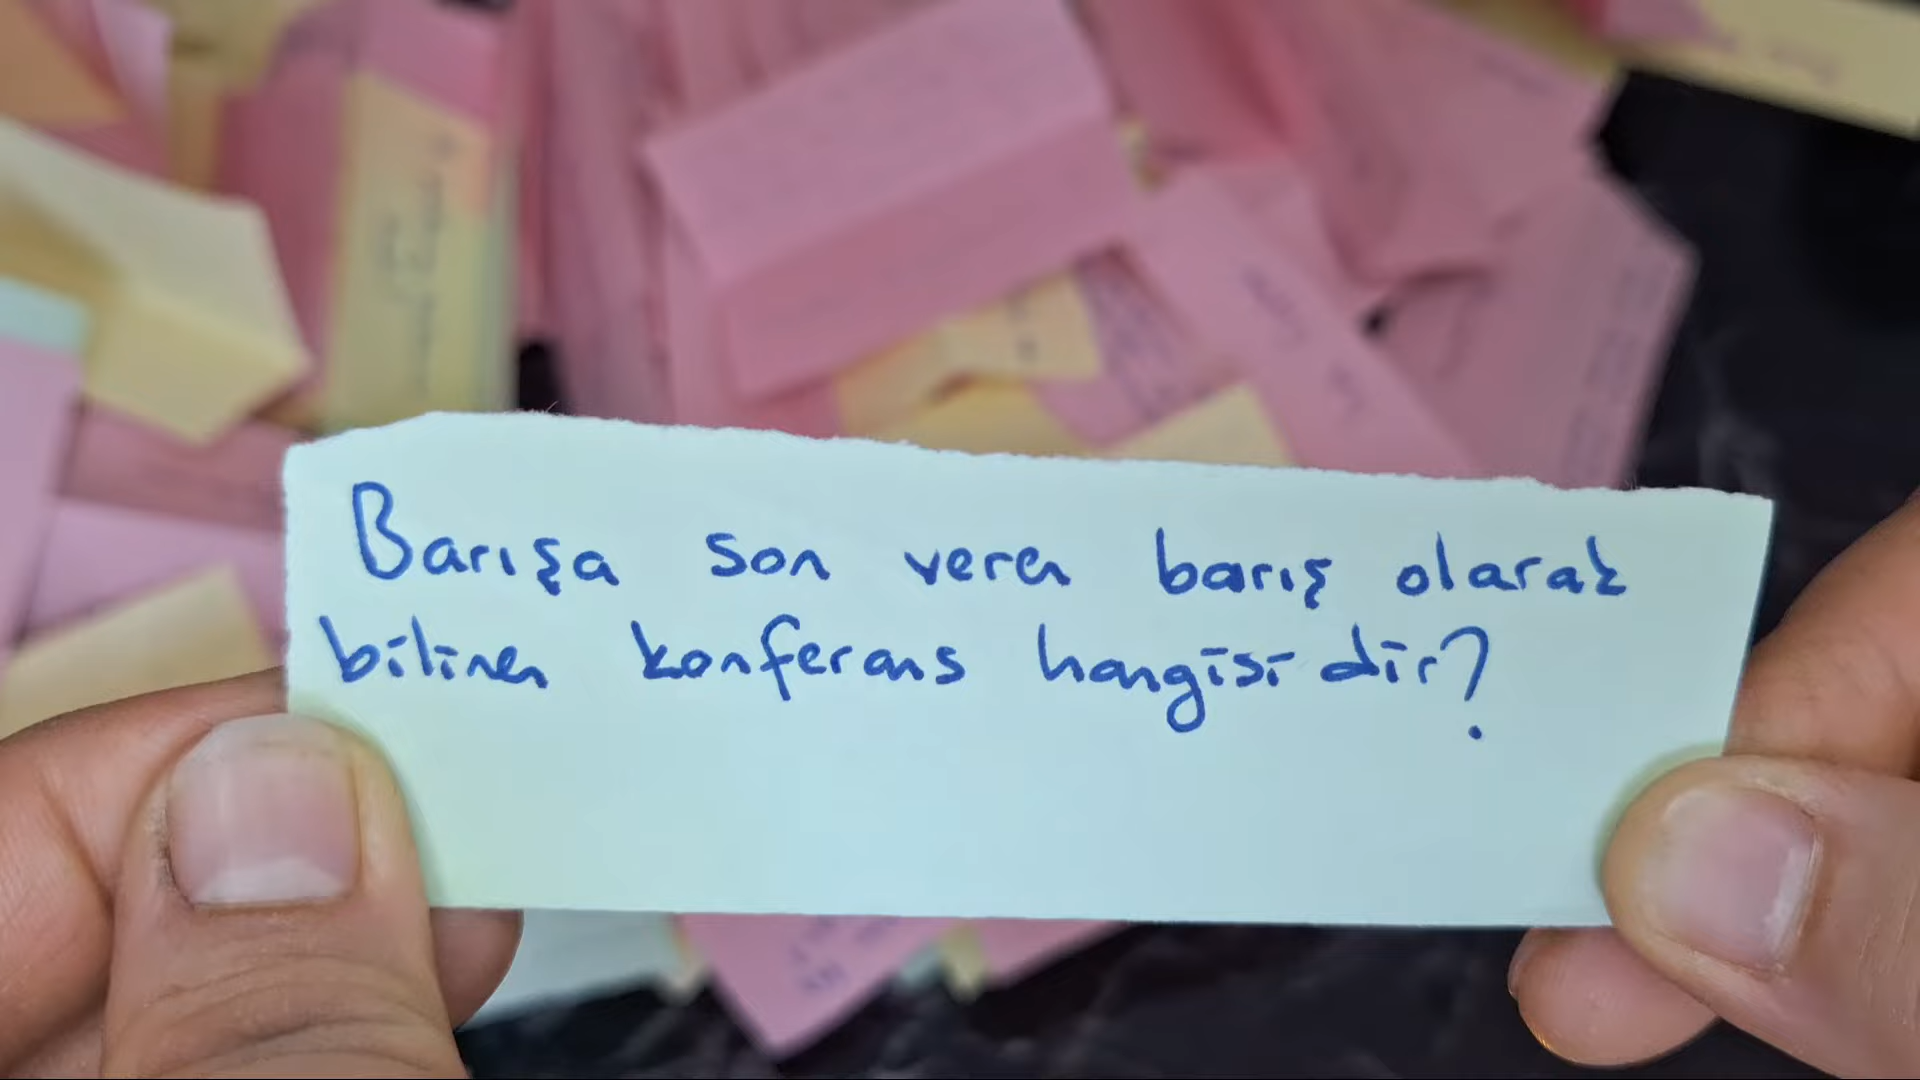 Barışa son veren barış olarak
bilinen konferans hangisidir?